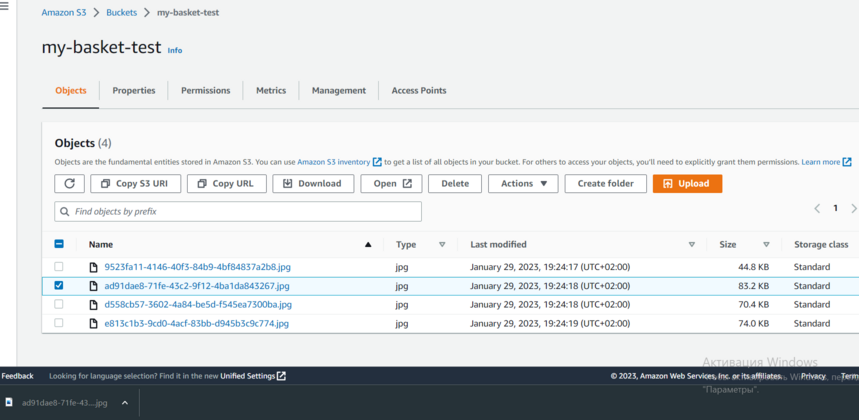 Amazon S3 > Buckets > my-basket-test
my-basket-test Info
Objects Properties Permissions Metrics Management Access Points
Objects (4)
Objects are the fundamental entities stored in Amazon S3. You can use Amazon S3 inventory to get a list of all objects in your bucket. For others to access your objects, you'll need to explicitly grant them permissions. Learn more
Copy S3 URI Copy URL Download Open Delete Actions Create folder Upload
Find objects by prefix 1
Name Type Last modified Size Storage class
9523fa11-4146-40f3-84b9-4bf84837a2b8.jpg jpg January 29, 2023, 19:24:17 (UTC+02:00) 44.8 KB Standard
ad91dae8-71fe-43c2-9f12-4ba1da843267.jpg jpg January 29, 2023, 19:24:18 (UTC+02:00) 83.2 KB Standard
d558cb57-3602-4a84-be5d-f545ea7300ba.jpg jpg January 29, 2023, 19:24:18 (UTC+02:00) 70.4 KB Standard
e813c1b3-9cd0-4acf-83bb-d945b3c9c774.jpg jpg January 29, 2023, 19:24:19 (UTC+02:00) 74.0 KB Standard
Активация Windows
Feedback Looking for language selection? Find it in the new Unified Settings © 2023, Amazon Web Services, Inc. or its affiliates. Privacy Term
"Параметры".
ad91dae8-71fe-43....jpg